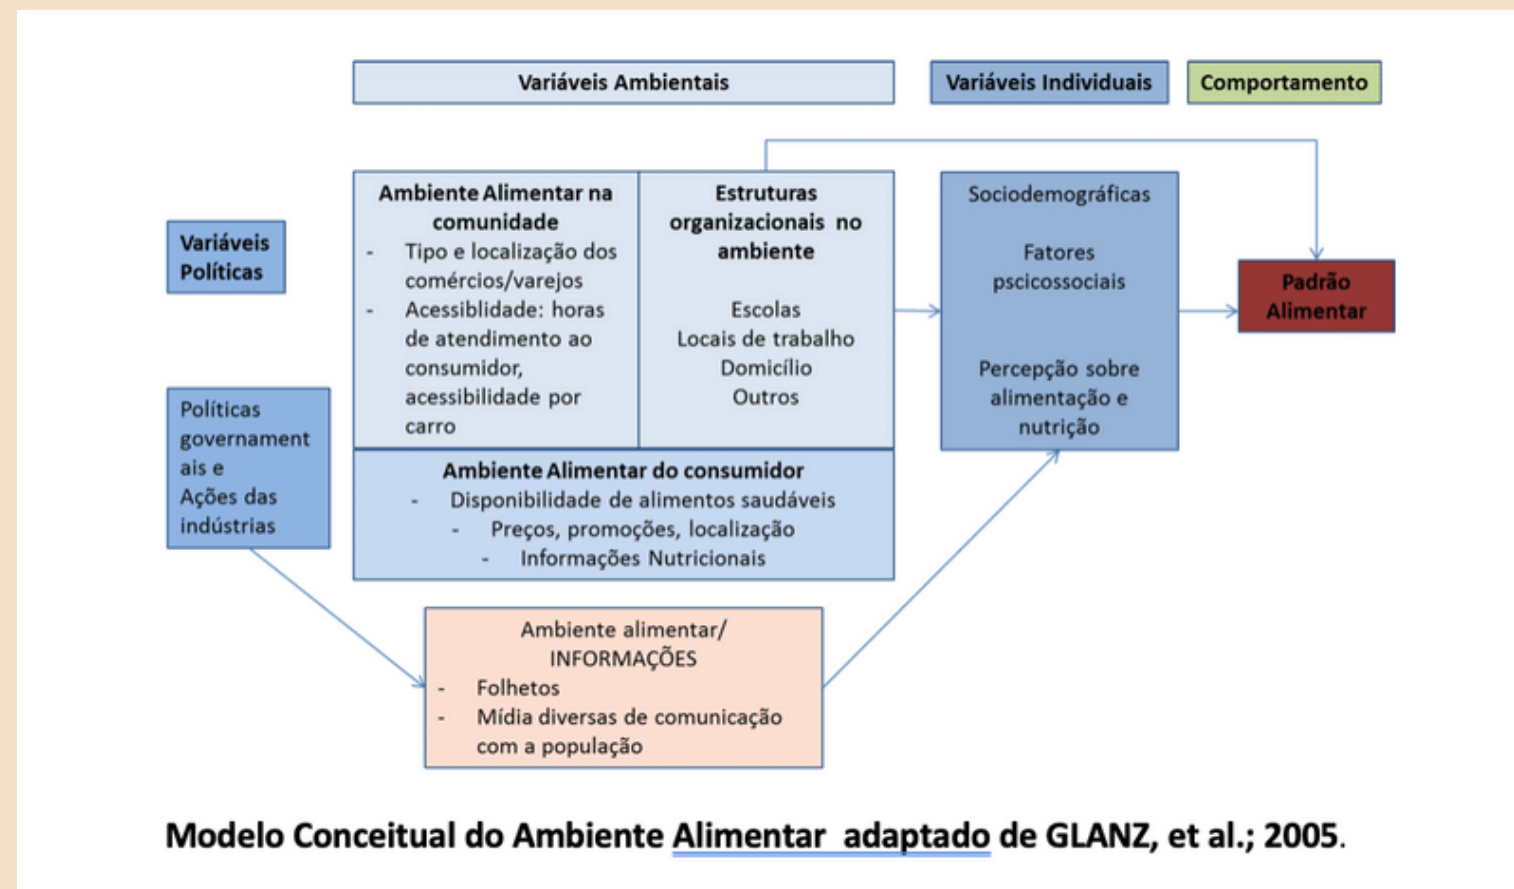 Variáveis Ambientais
Variáveis Individuais
Comportamento
Variáveis
Políticas
Políticas
governament
ais e
Ações das
indústrias
Ambiente Alimentar na
comunidade
- Tipo e localização dos
comércios/varejos
- Acessiblidade: horas
de atendimento ao
consumidor,
acessibilidade por
carro
Estruturas
organizacionais no
ambiente
Escolas
Locais de trabalho
Domicílio
Outros
Ambiente Alimentar do consumidor
- Disponibilidade de alimentos saudáveis
- Preços, promoções, localização
- Informações Nutricionais
Ambiente alimentar/
INFORMAÇÕES
- Folhetos
- Mídia diversas de comunicação
com a população
Sociodemográficas
Fatores
pscicossociais
Percepção sobre
alimentação e
nutrição
Padrão
Alimentar
Modelo Conceitual do Ambiente Alimentar adaptado de GLANZ, et al.; 2005.